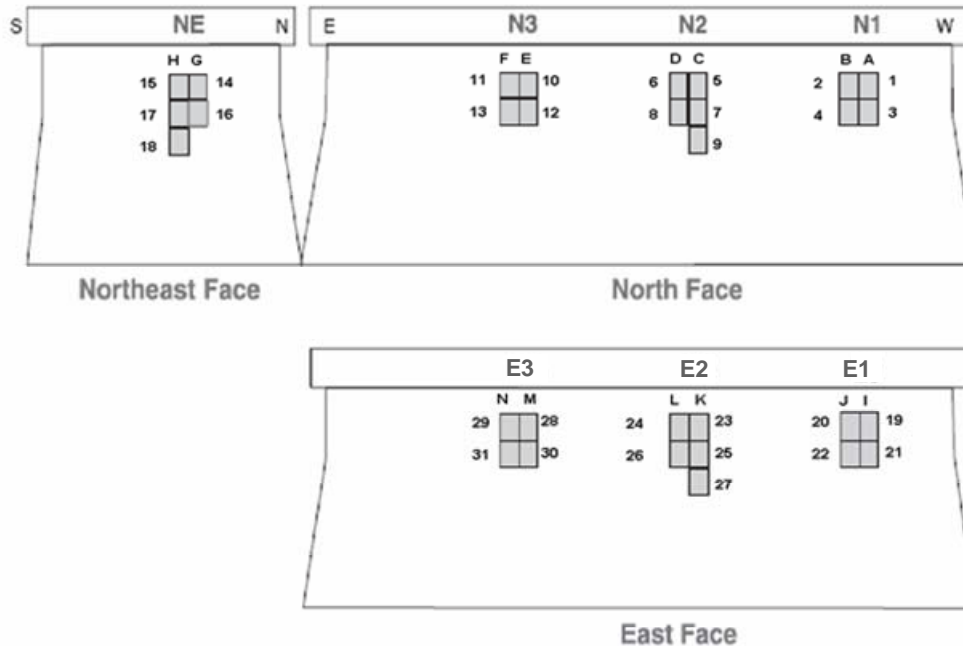 S NE N E N3 N2 N1 W
H G F E D C B A
15 14 11 10 6 5 2 1
17 16 13 12 8 7 4 3
18 9
Northeast Face North Face
E3 E2 E1
N M L K J I
29 28 24 23 20 19
31 30 26 25 22 21
27
East Face